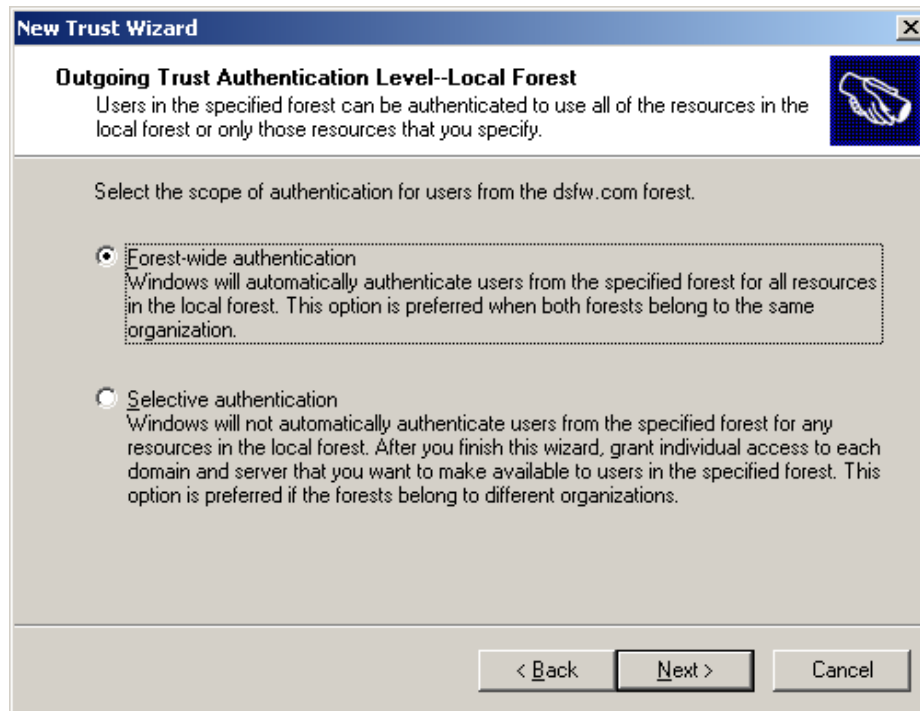 New Trust Wizard
Outgoing Trust Authentication Level--Local Forest
Users in the specified forest can be authenticated to use all of the resources in the
local forest or only those resources that you specify.
Select the scope of authentication for users from the dsfw.com forest.
Forest-wide authentication
Windows will automatically authenticate users from the specified forest for all resources
in the local forest. This option is preferred when both forests belong to the same
organization.
Selective authentication
Windows will not automatically authenticate users from the specified forest for any
resources in the local forest. After you finish this wizard, grant individual access to each
domain and server that you want to make available to users in the specified forest. This
option is preferred if the forests belong to different organizations.
< Back
Next >
Cancel